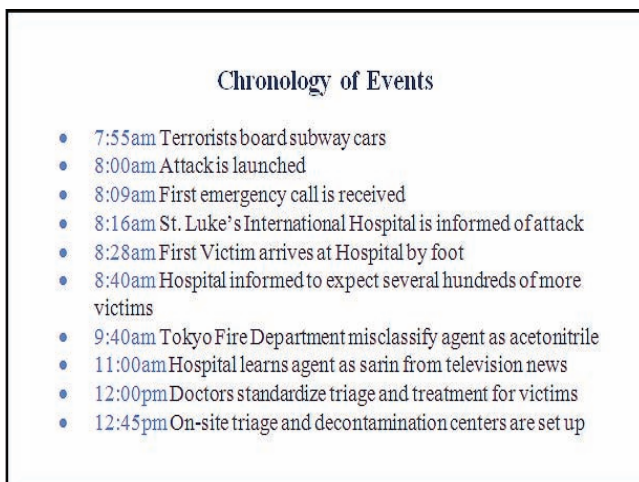 Chronology of Events
• 7:55am Terrorists board subway cars
• 8:00am Attack is launched
• 8:09am First emergency call is received
• 8:16am St. Luke's International Hospital is informed of attack
• 8:28am First Victim arrives at Hospital by foot
• 8:40am Hospital informed to expect several hundreds of more
victims
• 9:40am Tokyo Fire Department misclassify agent as acetonitrile
• 11:00am Hospital learns agent as sarin from television news
• 12:00pm Doctors standardize triage and treatment for victims
• 12:45pm On-site triage and decontamination centers are set up